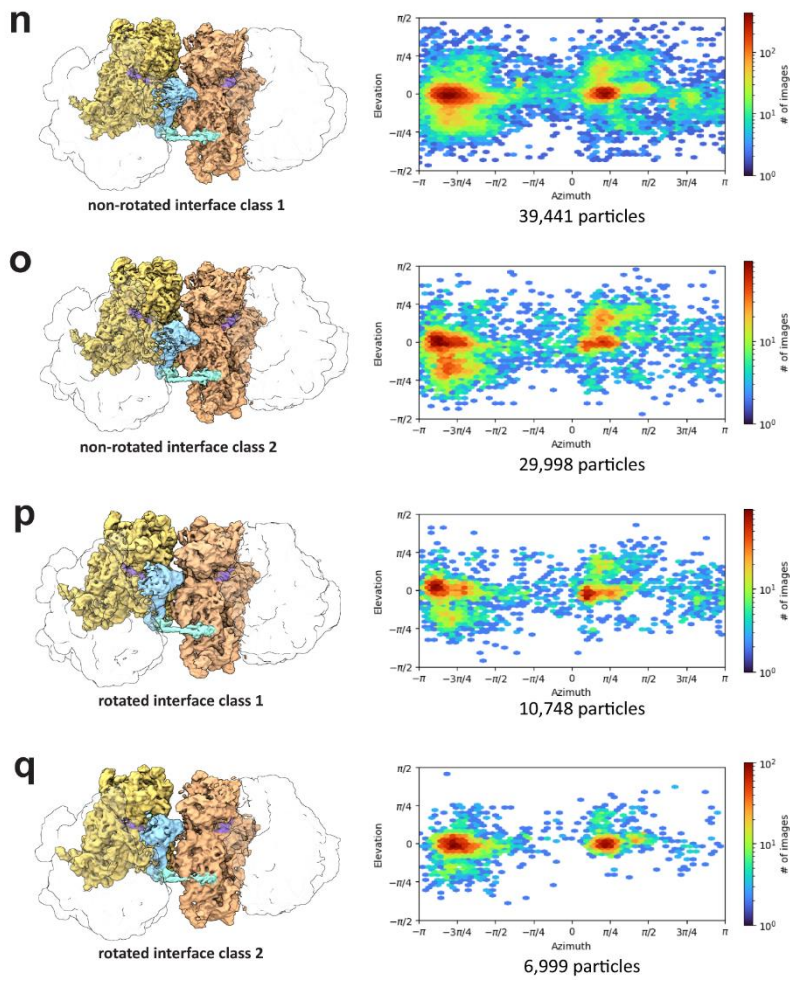 n
π/2
π/4
0
−π/4
−π/2
Elevation
−π
−3π/4
−π/2
−π/4
0
π/4
π/2
3π/4
π
Azimuth
10²
10¹
10⁰
# of images
non-rotated interface class 1
39,441 particles
o
π/2
π/4
0
−π/4
−π/2
Elevation
−π
−3π/4
−π/2
−π/4
0
π/4
π/2
3π/4
π
Azimuth
10¹
10⁰
# of images
non-rotated interface class 2
29,998 particles
p
π/2
π/4
0
−π/4
−π/2
Elevation
−π
−3π/4
−π/2
−π/4
0
π/4
π/2
3π/4
π
Azimuth
10¹
10⁰
# of images
rotated interface class 1
10,748 particles
q
π/2
π/4
0
−π/4
−π/2
Elevation
−π
−3π/4
−π/2
−π/4
0
π/4
π/2
3π/4
π
Azimuth
10²
10¹
10⁰
# of images
rotated interface class 2
6,999 particles